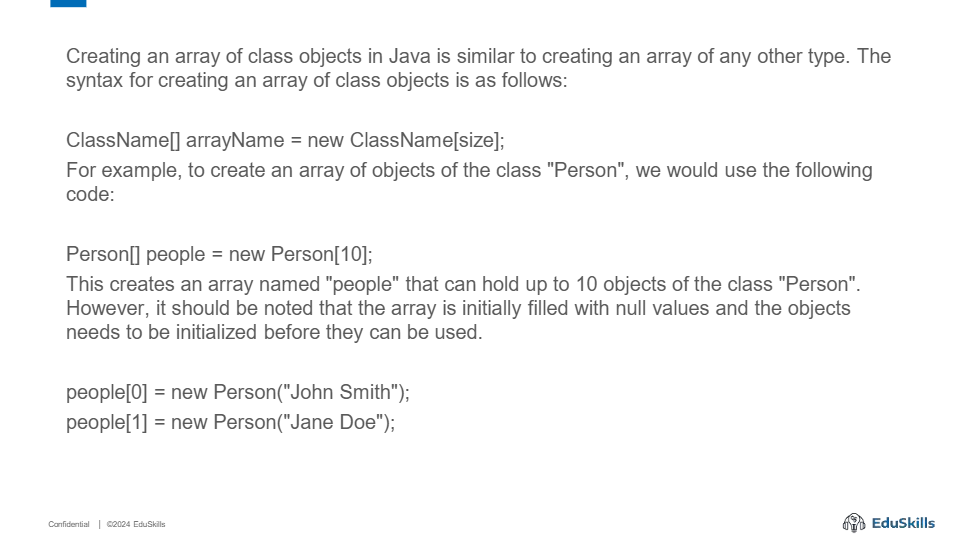 Creating an array of class objects in Java is similar to creating an array of any other type. The
syntax for creating an array of class objects is as follows:
ClassName[] arrayName = new ClassName[size];
For example, to create an array of objects of the class "Person", we would use the following
code:
Person[] people = new Person[10];
This creates an array named "people" that can hold up to 10 objects of the class "Person".
However, it should be noted that the array is initially filled with null values and the objects
needs to be initialized before they can be used.
people[0] = new Person("John Smith");
people[1] = new Person("Jane Doe");
Confidential | ©2024 EduSkills
EduSkills